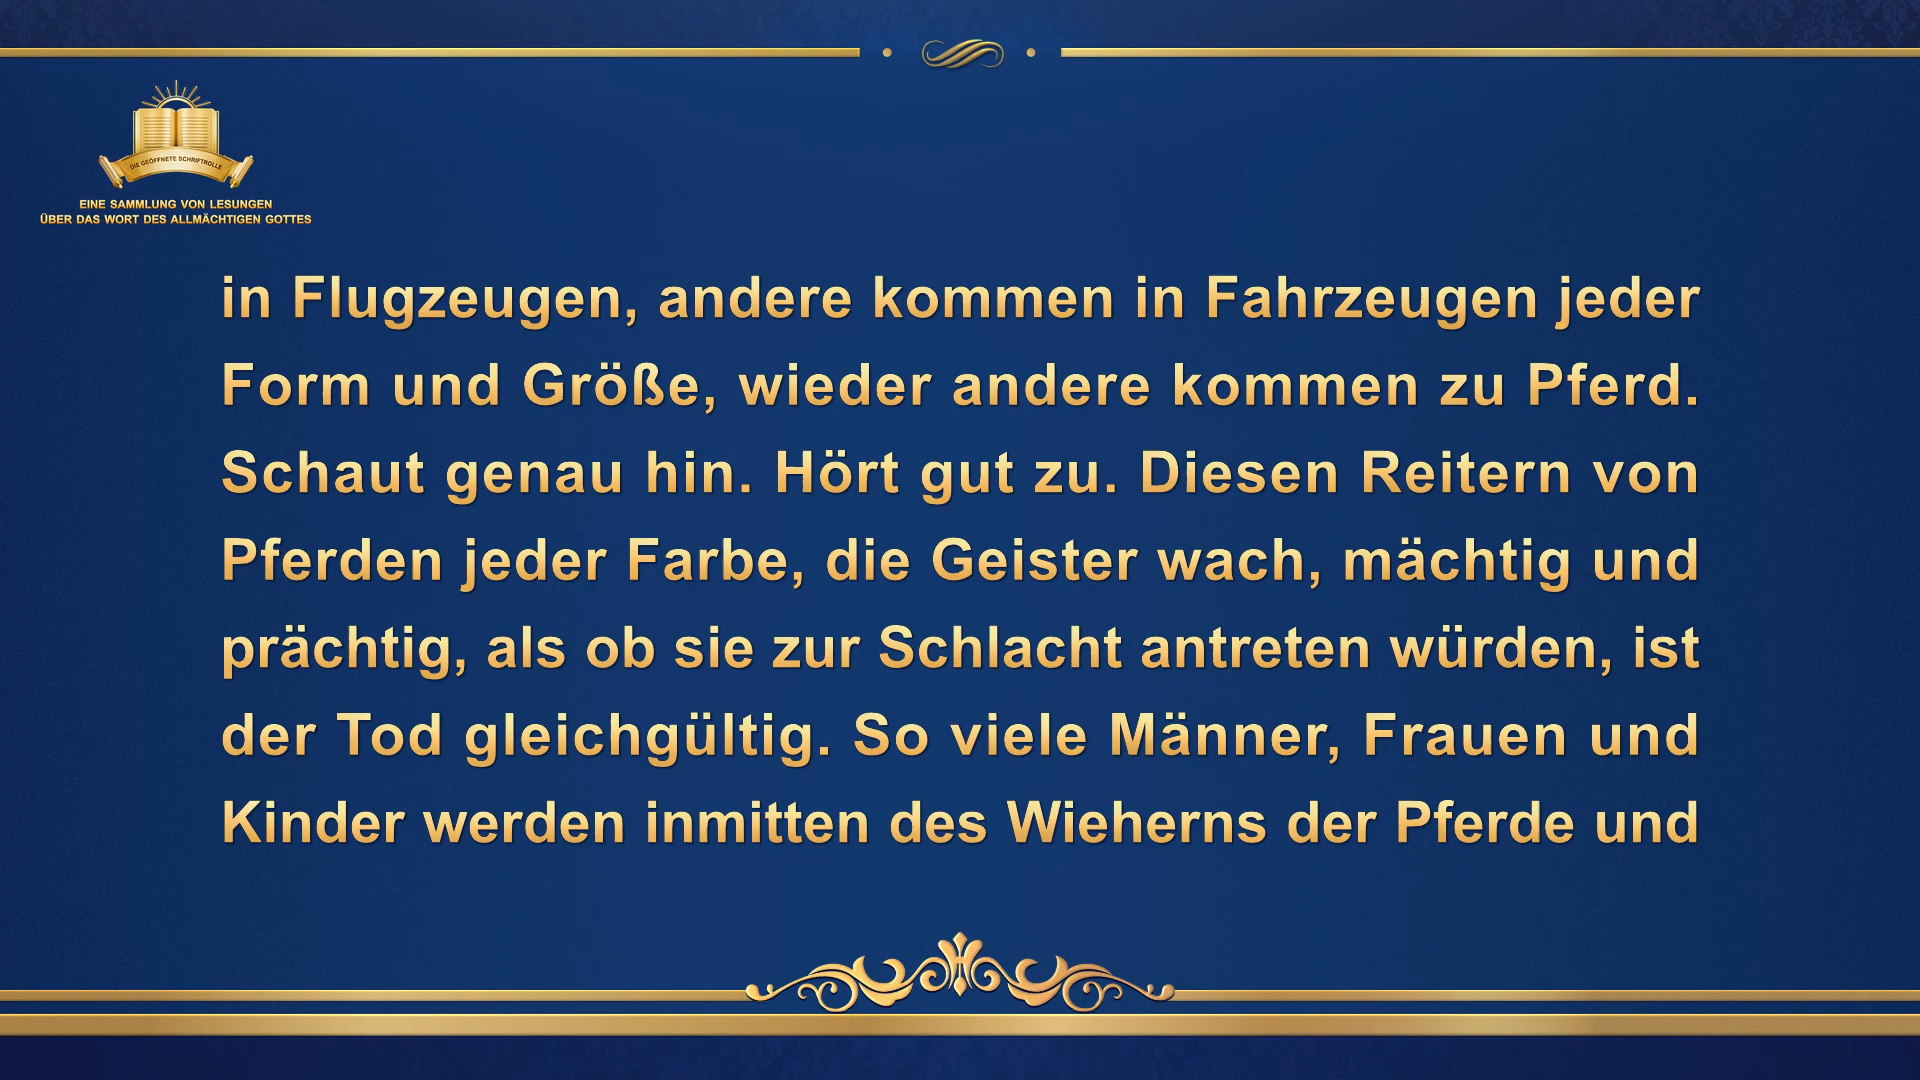 DIE GEÖFFNETE SCHRIFTROLLE
EINE SAMMLUNG VON LESUNGEN
ÜBER DAS WORT DES ALLMÄCHTIGEN GOTTES
in Flugzeugen, andere kommen in Fahrzeugen jeder
Form und Größe, wieder andere kommen zu Pferd.
Schaut genau hin. Hört gut zu. Diesen Reitern von
Pferden jeder Farbe, die Geister wach, mächtig und
prächtig, als ob sie zur Schlacht antreten würden, ist
der Tod gleichgültig. So viele Männer, Frauen und
Kinder werden inmitten des Wieherns der Pferde und